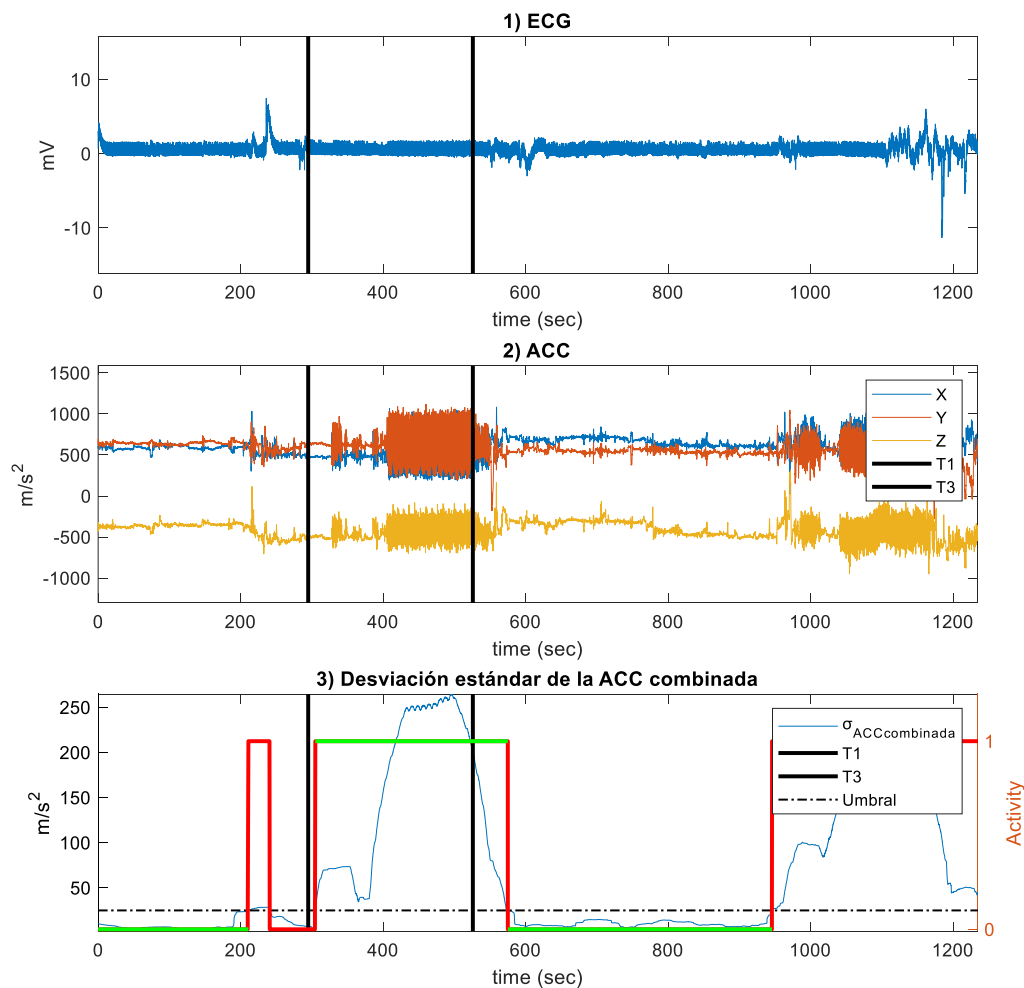 1) ECG
10
0
-10
mV
0 200 400 600 800 1000 1200
time (sec)
2) ACC
1500
1000
500
0
-500
-1000
m/s2
X
Y
Z
T1
T3
0 200 400 600 800 1000 1200
time (sec)
3) Desviación estándar de la ACC combinada
250
200
150
100
50
m/s2
σACCcombinada
T1
T3
Umbral
1
0
Activity
0 200 400 600 800 1000 1200
time (sec)